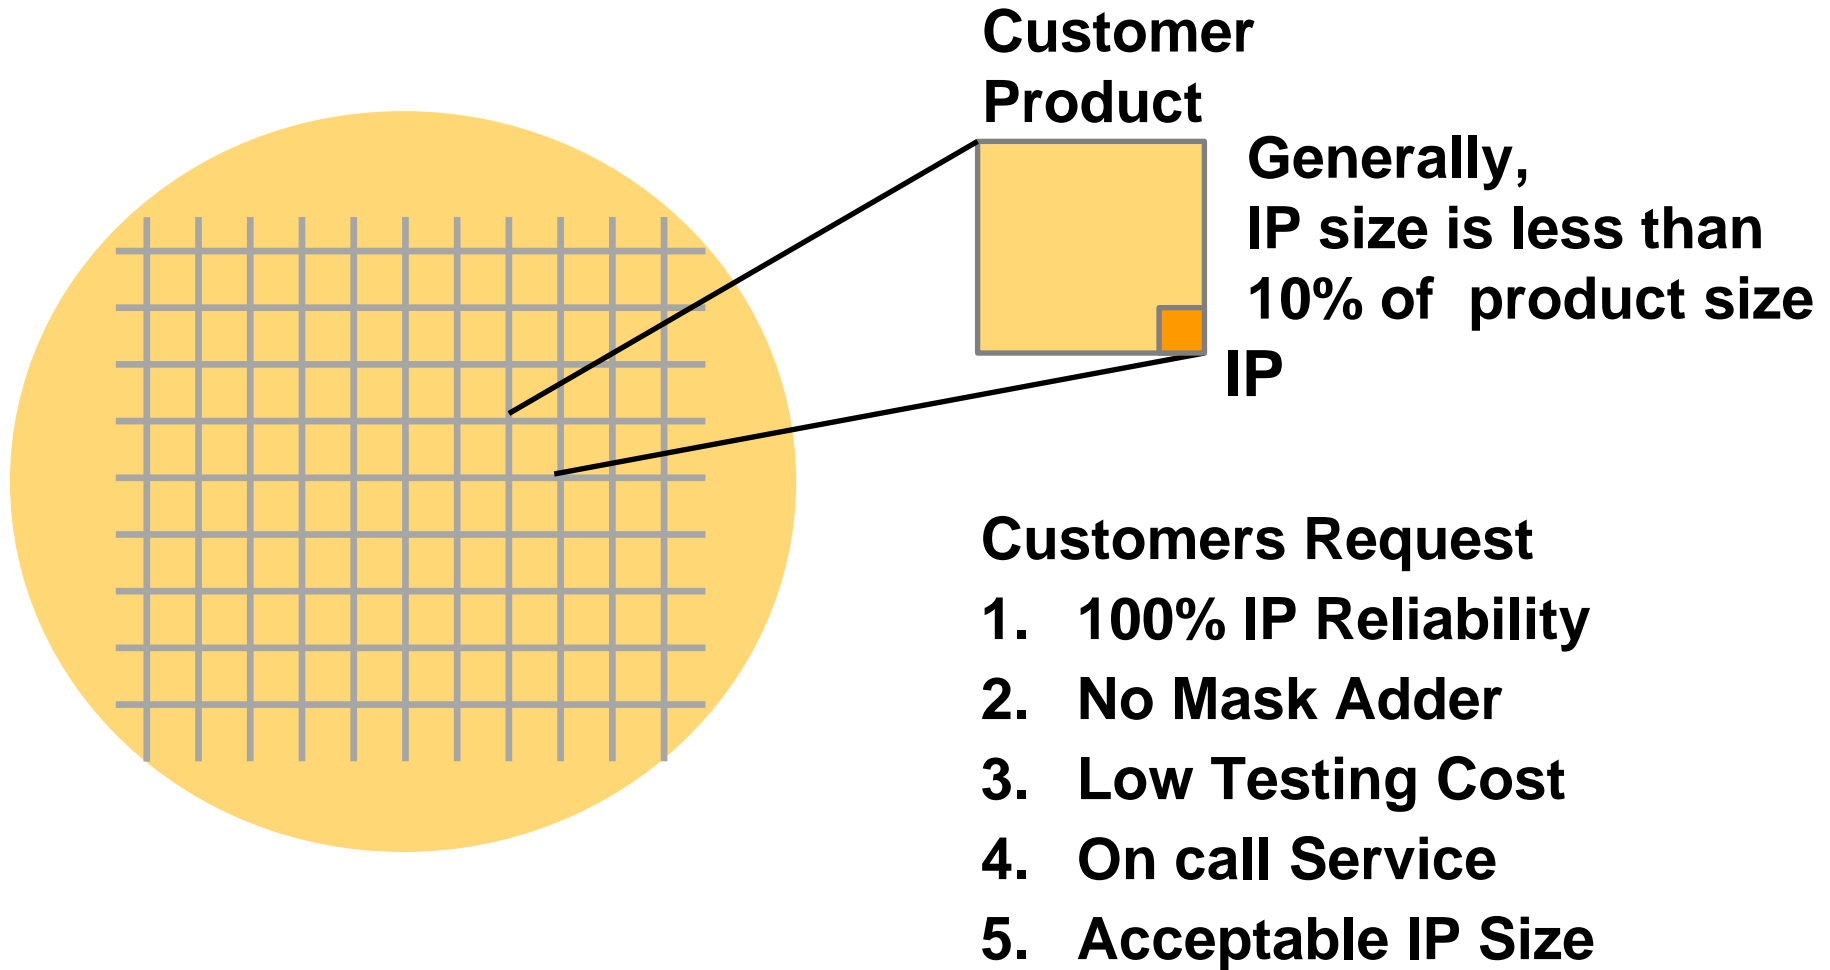 Customer
Product
Generally,
IP size is less than
10% of product size
IP
Customers Request
1. 100% IP Reliability
2. No Mask Adder
3. Low Testing Cost
4. On call Service
5. Acceptable IP Size